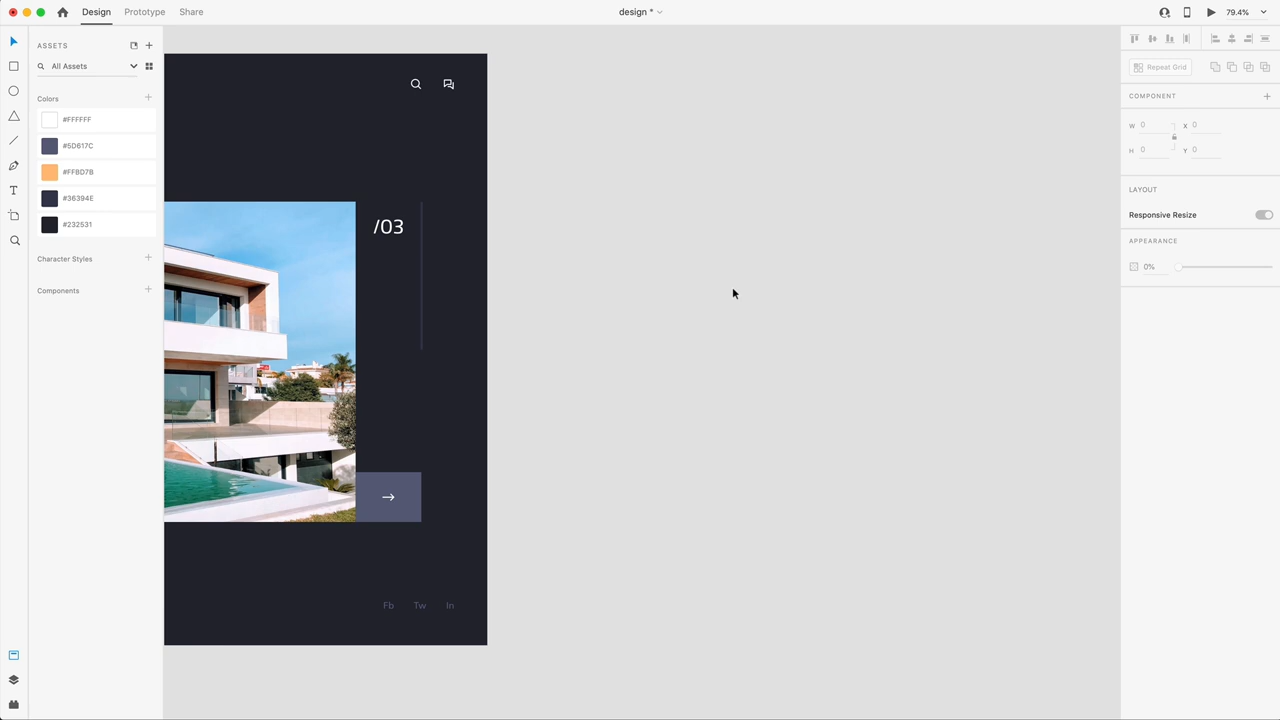 Design Prototype Share
design *
79.4%
ASSETS
All Assets
Colors
#FFFFFF
#5D617C
#FFBD7B
#36394E
#232531
Character Styles
Components
/03
Fb Tw In
Repeat Grid
COMPONENT
W 0 X 0
H 0 Y 0
LAYOUT
Responsive Resize
APPEARANCE
0%